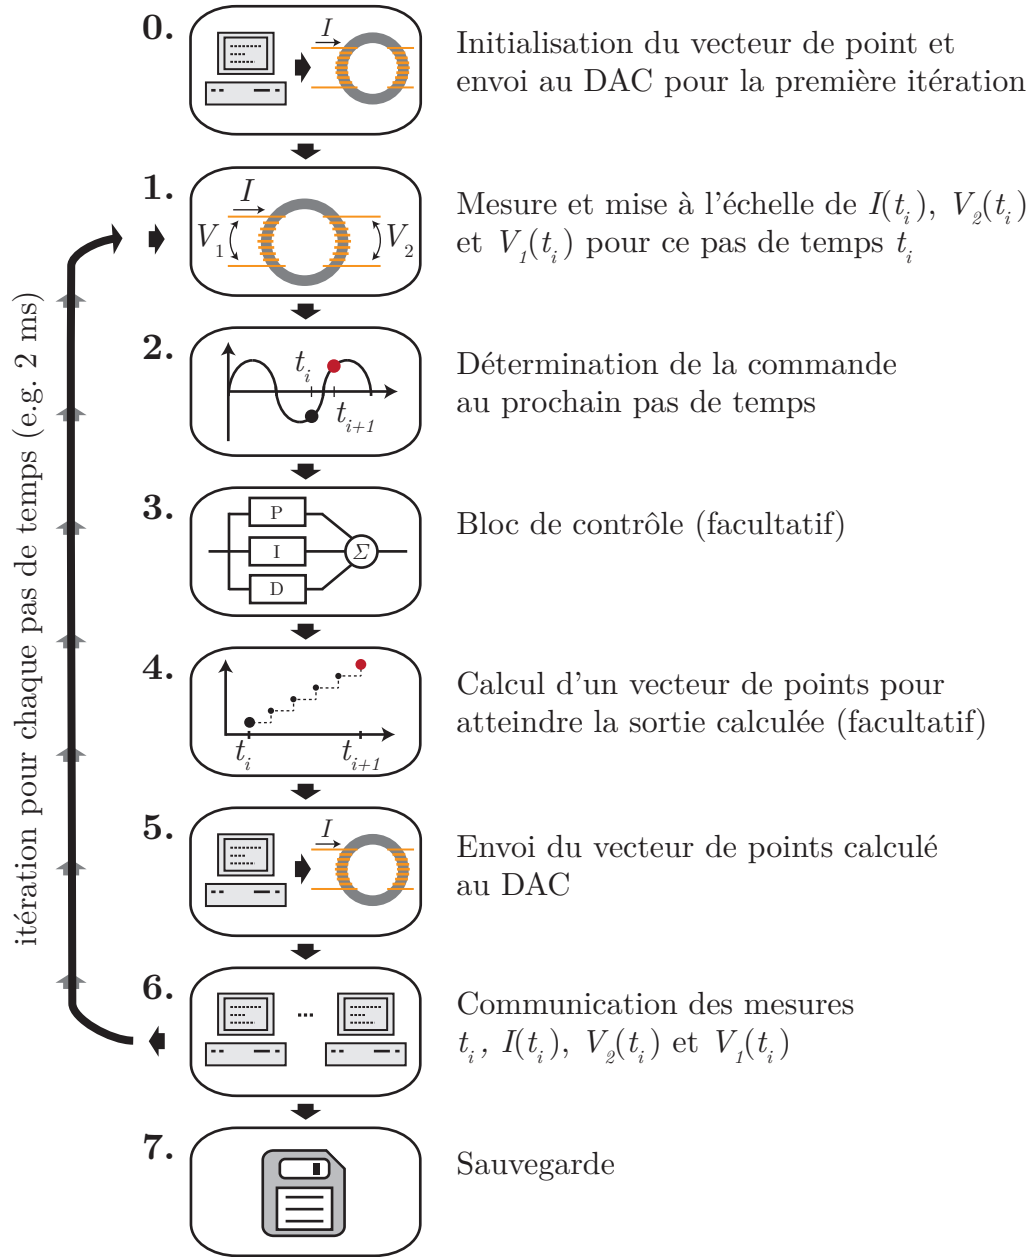 0.
I
Initialisation du vecteur de point et
envoi au DAC pour la première itération
1.
I
V₁
V₂
Mesure et mise à l'échelle de I(tᵢ), V₂(tᵢ)
et V₁(tᵢ) pour ce pas de temps tᵢ
2.
tᵢ
tᵢ₊₁
Détermination de la commande
au prochain pas de temps
3.
P
I
D
Σ
Bloc de contrôle (facultatif)
4.
tᵢ
tᵢ₊₁
Calcul d'un vecteur de points pour
atteindre la sortie calculée (facultatif)
5.
I
Envoi du vecteur de points calculé
au DAC
6.
...
Communication des mesures
tᵢ, I(tᵢ), V₂(tᵢ) et V₁(tᵢ)
7.
Sauvegarde
itération pour chaque pas de temps (e.g. 2 ms)